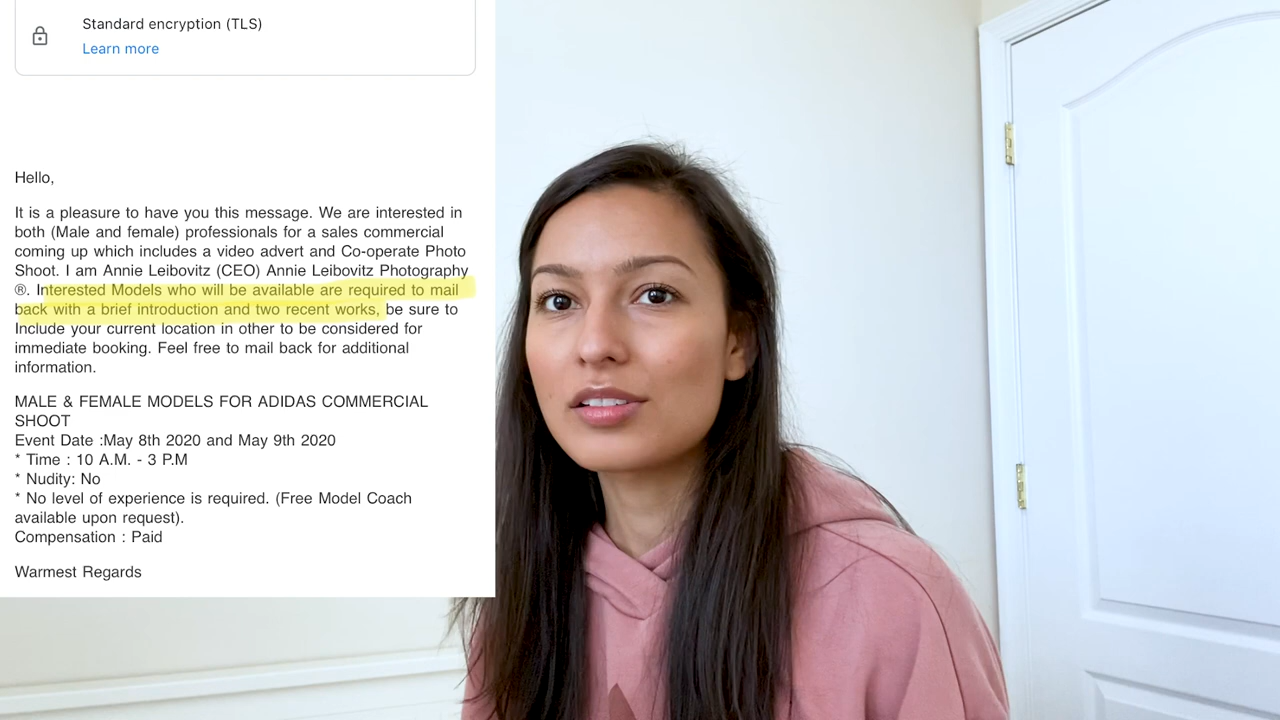 Standard encryption (TLS)
Learn more
Hello,
It is a pleasure to have you this message. We are interested in
both (Male and female) professionals for a sales commercial
coming up which includes a video advert and Co-operate Photo
Shoot. I am Annie Leibovitz (CEO) Annie Leibovitz Photography
®. Interested Models who will be available are required to mail
back with a brief introduction and two recent works, be sure to
Include your current location in other to be considered for
immediate booking. Feel free to mail back for additional
information.
MALE & FEMALE MODELS FOR ADIDAS COMMERCIAL
SHOOT
Event Date :May 8th 2020 and May 9th 2020
* Time : 10 A.M. - 3 P.M
* Nudity: No
* No level of experience is required. (Free Model Coach
available upon request).
Compensation : Paid
Warmest Regards